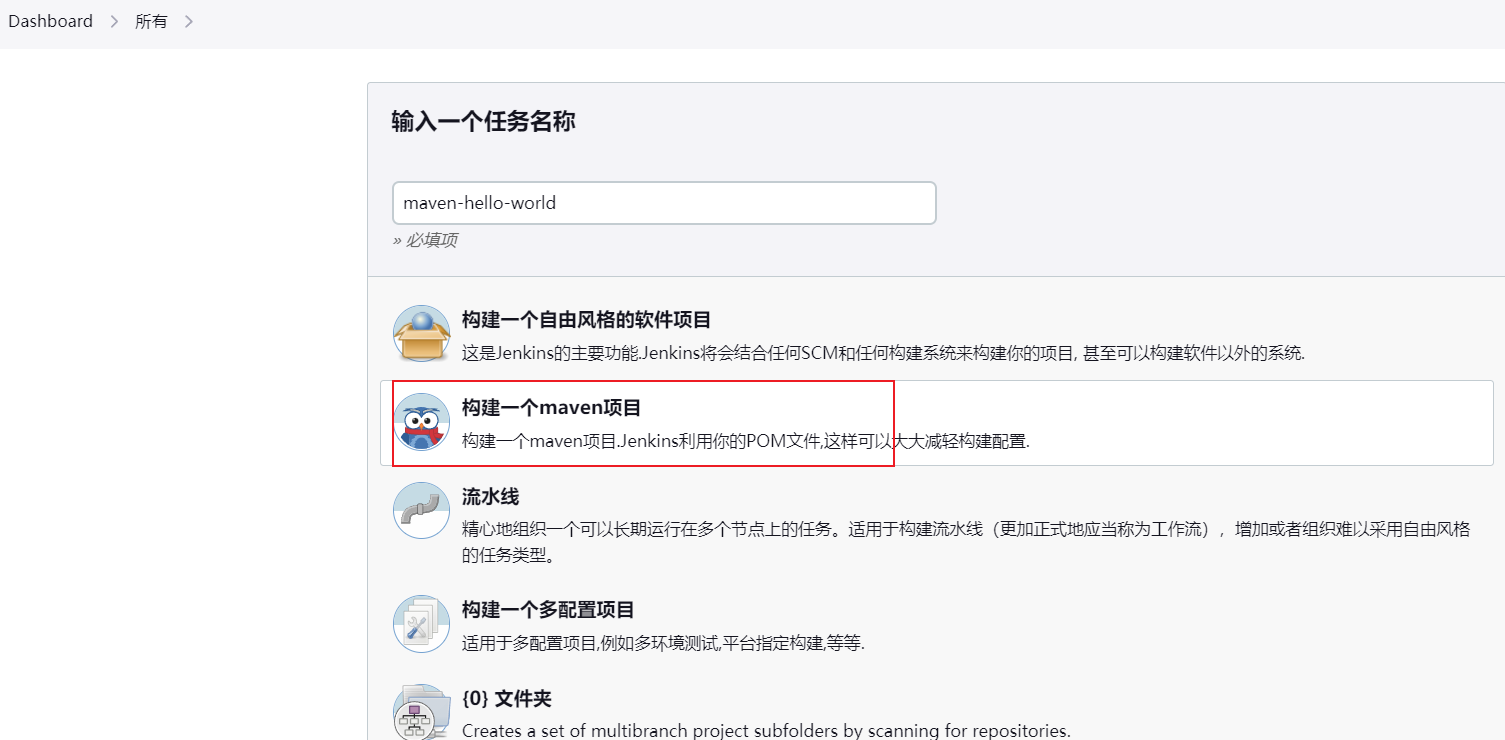 Dashboard > 所有 >
输入一个任务名称
maven-hello-world
» 必填项
构建一个自由风格的软件项目
这是Jenkins的主要功能.Jenkins将会结合任何SCM和任何构建系统来构建你的项目, 甚至可以构建软件以外的系统.
构建一个maven项目
构建一个maven项目.Jenkins利用你的POM文件,这样可以大大减轻构建配置.
流水线
精心地组织一个可以长期运行在多个节点上的任务。适用于构建流水线（更加正式地应当称为工作流），增加或者组织难以采用自由风格
的任务类型。
构建一个多配置项目
适用于多配置项目,例如多环境测试,平台指定构建,等等.
{0} 文件夹
Creates a set of multibranch project subfolders by scanning for repositories.